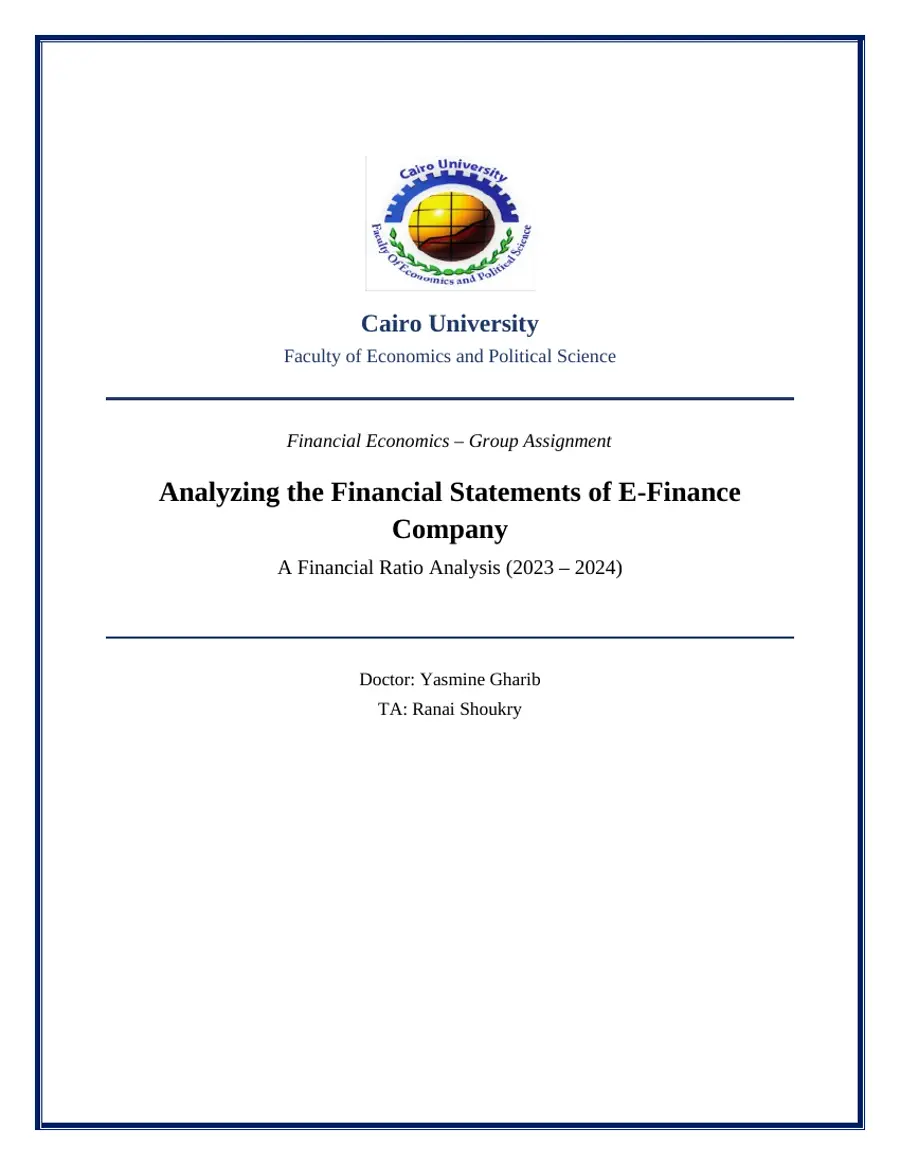 Cairo University
Faculty Of Economics and Political Science
Cairo University
Faculty of Economics and Political Science
Financial Economics – Group Assignment
Analyzing the Financial Statements of E-Finance
Company
A Financial Ratio Analysis (2023 – 2024)
Doctor: Yasmine Gharib
TA: Ranai Shoukry